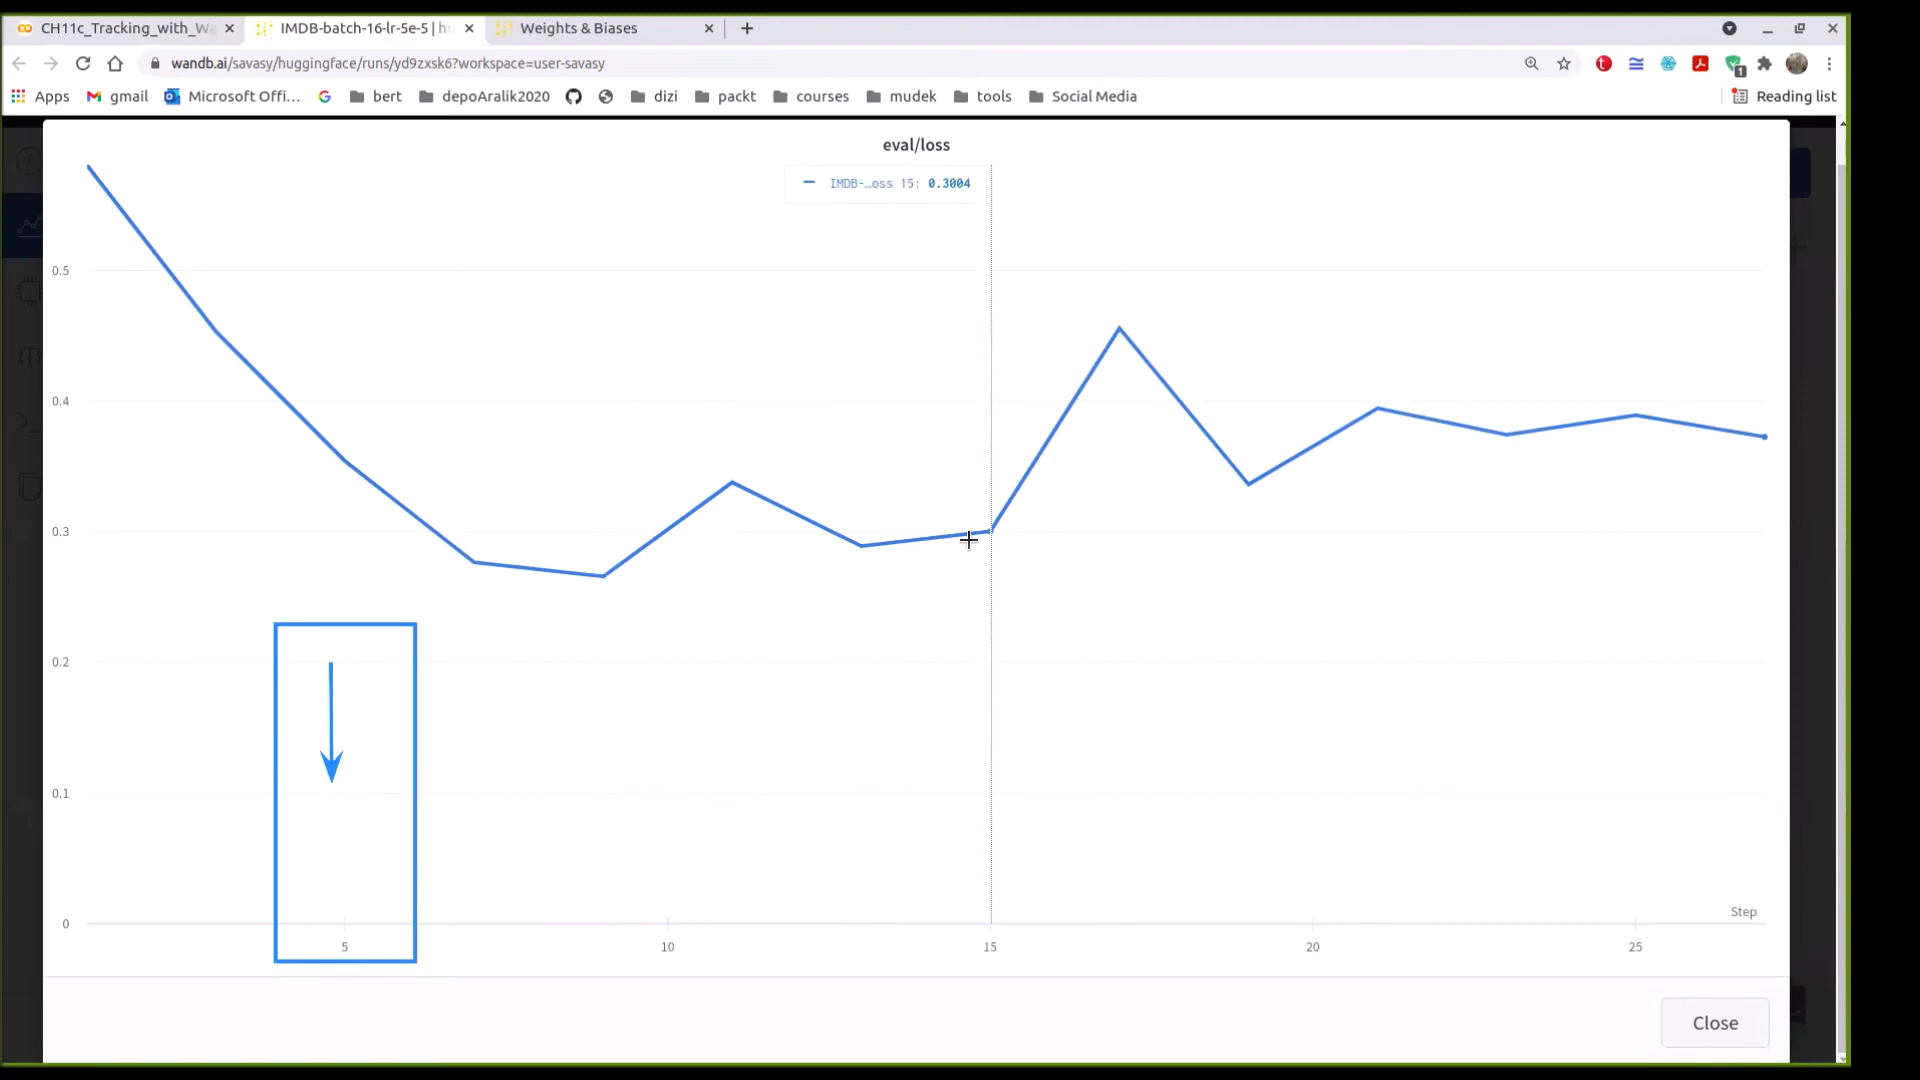 CH11c_Tracking_with_Wa
IMDB-batch-16-lr-5e-5 | hu
Weights & Biases
wandb.ai/savasy/huggingface/runs/yd9zxsk6?workspace=user-savasy
Apps
gmail
Microsoft Offi...
bert
depoAralik2020
dizi
packt
courses
mudek
tools
Social Media
Reading list
eval/loss
IMDB-...oss 15: 0.3004
0.5
0.4
0.3
0.2
0.1
0
Step
5 10 15 20 25
Close